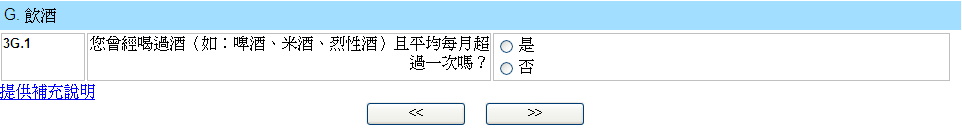 G. 飲酒
3G.1 您曾經喝過酒（如：啤酒、米酒、烈性酒）且平均每月超
過一次嗎？
是
否
提供補充說明
<< >>